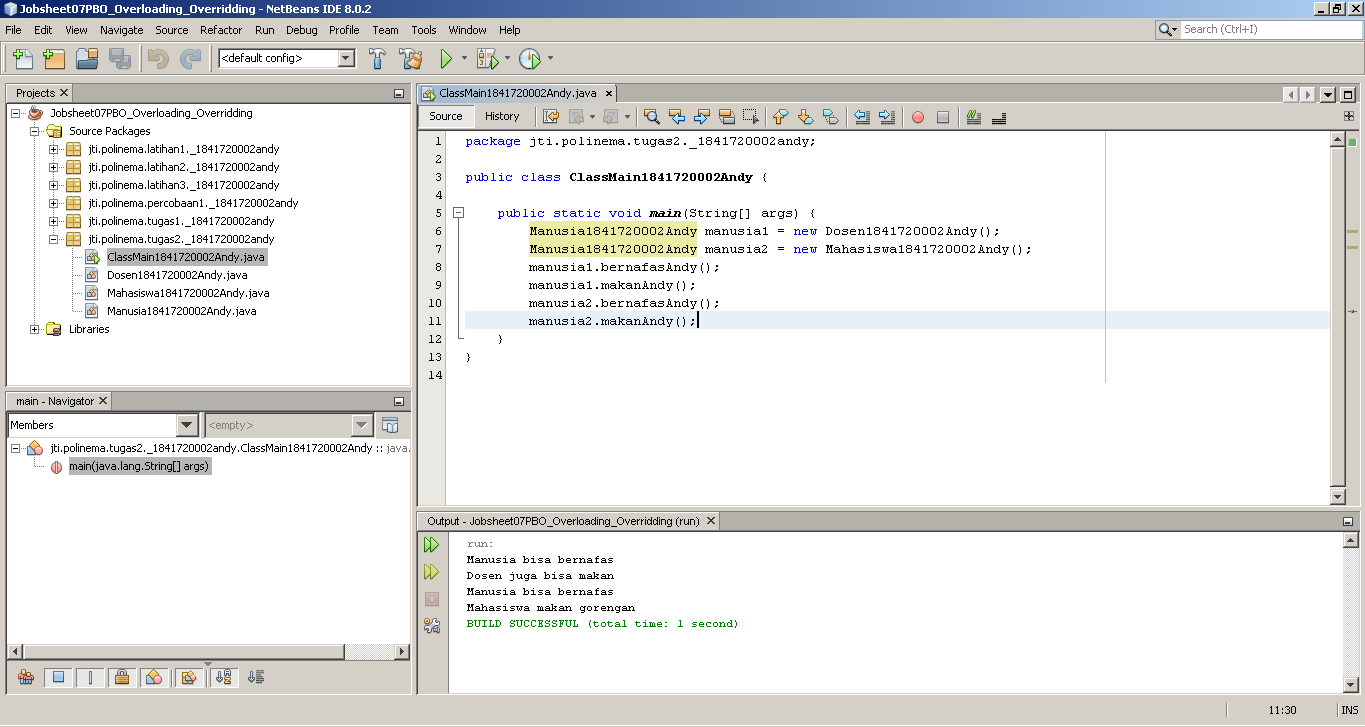 Jobsheet07PBO_Overloading_Overridding - NetBeans IDE 8.0.2
File Edit View Navigate Source Refactor Run Debug Profile Team Tools Window Help
Search (Ctrl+I)
<default config>
Projects
Jobsheet07PBO_Overloading_Overridding
Source Packages
jti.polinema.latihan1._1841720002andy
jti.polinema.latihan2._1841720002andy
jti.polinema.latihan3._1841720002andy
jti.polinema.percobaan1._1841720002andy
jti.polinema.tugas1._1841720002andy
jti.polinema.tugas2._1841720002andy
ClassMain1841720002Andy.java
Dosen1841720002Andy.java
Mahasiswa1841720002Andy.java
Manusia1841720002Andy.java
Libraries
main - Navigator
Members
<empty>
jti.polinema.tugas2._1841720002andy.ClassMain1841720002Andy :: java.
main(java.lang.String[] args)
ClassMain1841720002Andy.java
Source History
1 package jti.polinema.tugas2._1841720002andy;
2
3 public class ClassMain1841720002Andy {
4
5 public static void main(String[] args) {
6 Manusia1841720002Andy manusia1 = new Dosen1841720002Andy();
7 Manusia1841720002Andy manusia2 = new Mahasiswa1841720002Andy();
8 manusia1.bernafasAndy();
9 manusia1.makanAndy();
10 manusia2.bernafasAndy();
11 manusia2.makanAndy();
12 }
13 }
14
Output - Jobsheet07PBO_Overloading_Overridding (run)
run:
Manusia bisa bernafas
Dosen juga bisa makan
Manusia bisa bernafas
Mahasiswa makan gorengan
BUILD SUCCESSFUL (total time: 1 second)
11:30 INS